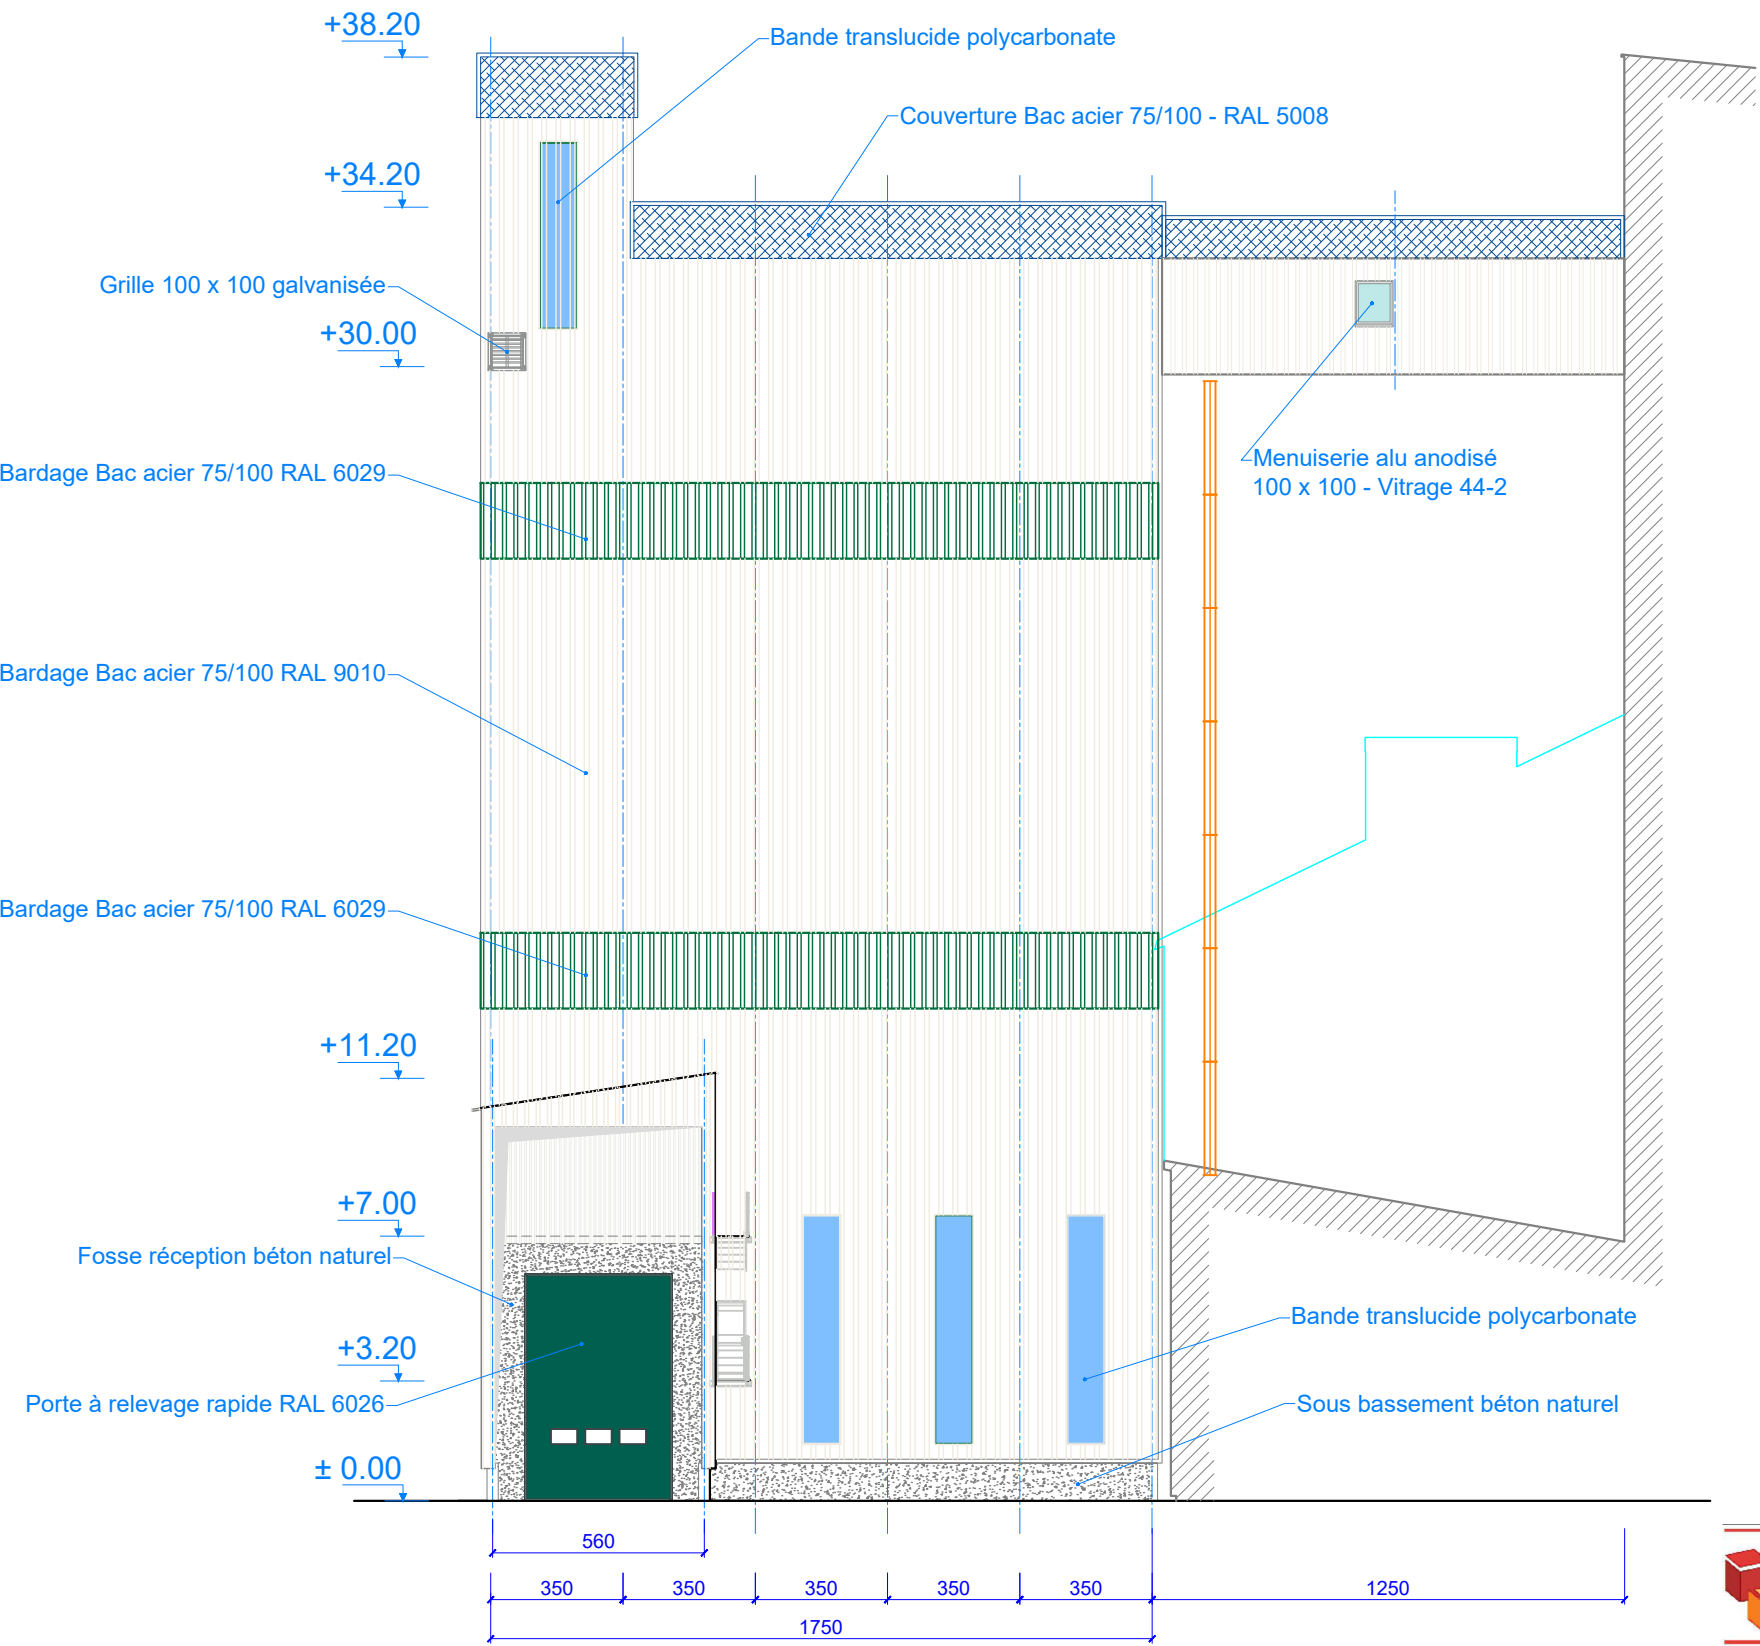 +38.20
Bande translucide polycarbonate
Couverture Bac acier 75/100 - RAL 5008
+34.20
Grille 100 x 100 galvanisée
+30.00
Bardage Bac acier 75/100 RAL 6029
Menuiserie alu anodisé
100 x 100 - Vitrage 44-2
Bardage Bac acier 75/100 RAL 9010
Bardage Bac acier 75/100 RAL 6029
+11.20
+7.00
Fosse réception béton naturel
Bande translucide polycarbonate
+3.20
Porte à relevage rapide RAL 6026
Sous bassement béton naturel
± 0.00
560
350 350 350 350 350 1250
1750